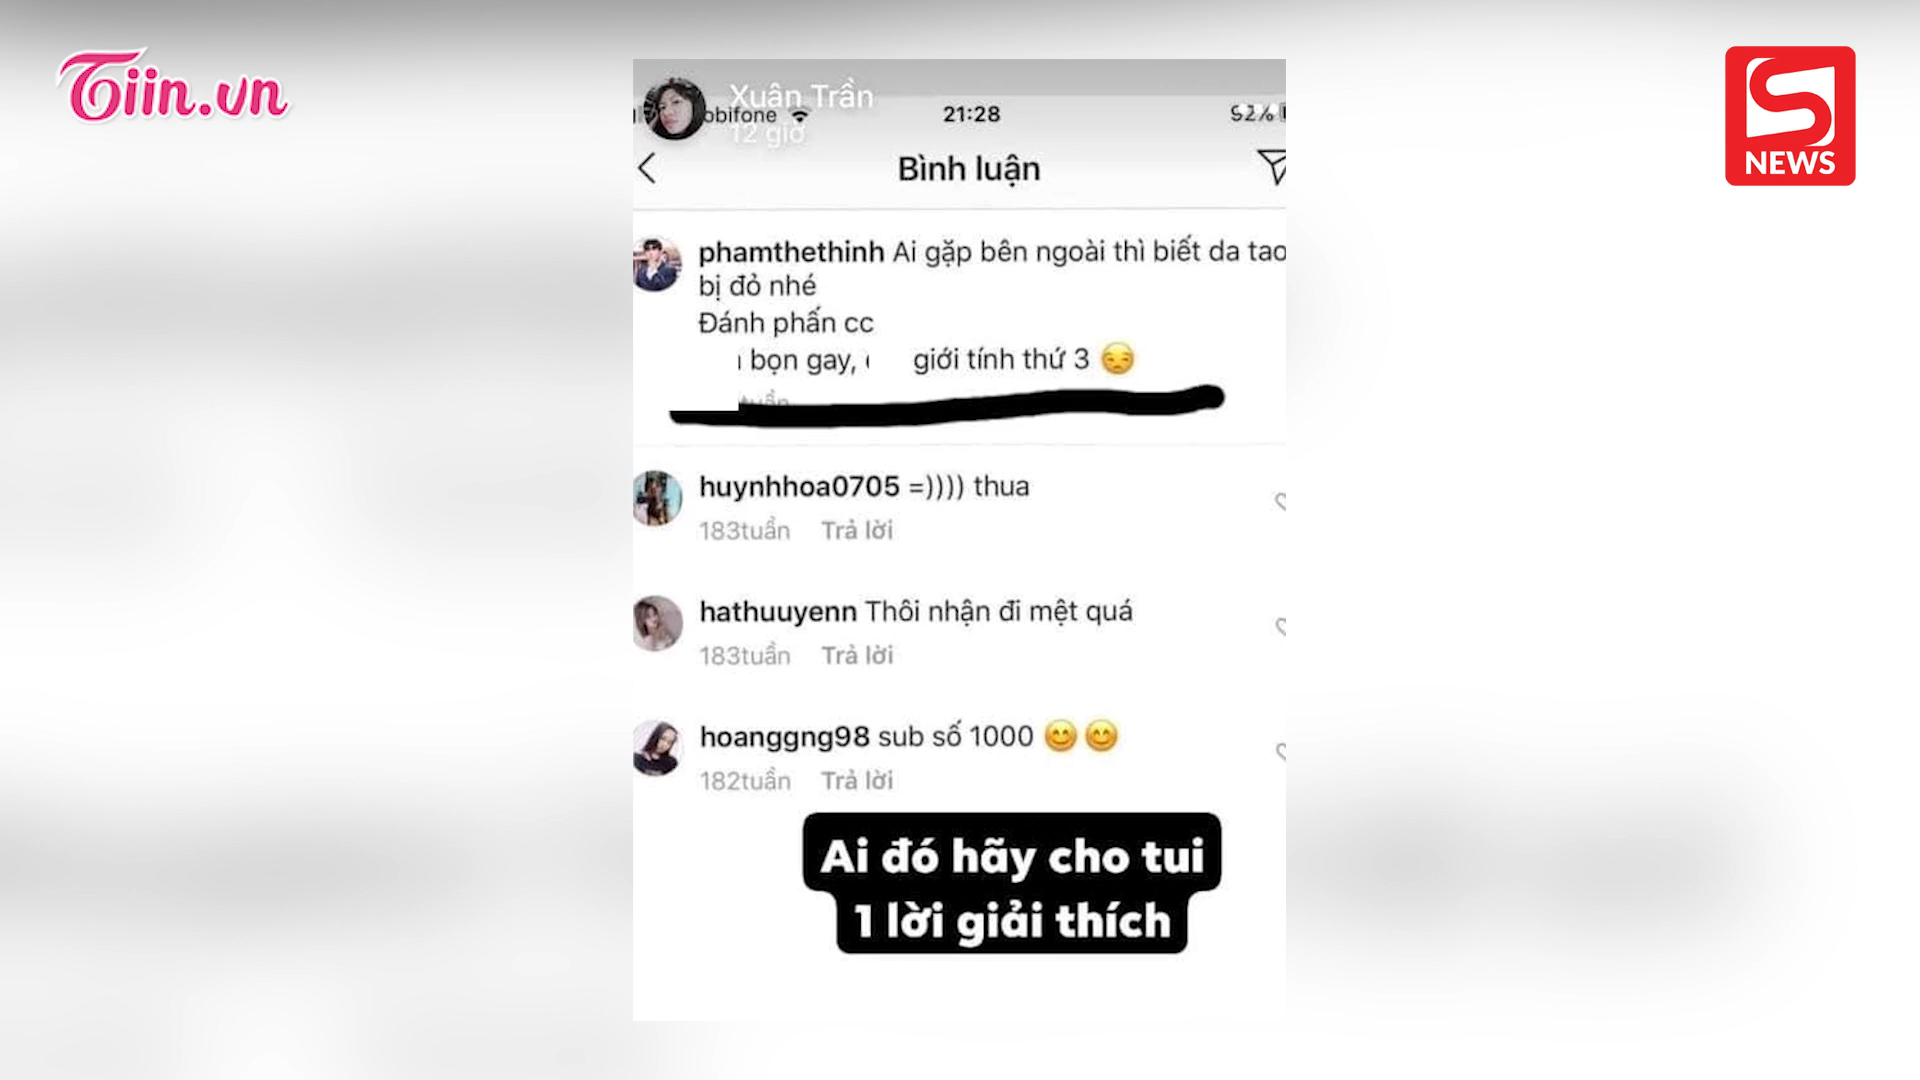 Tiin.vn
S
NEWS
Xuân Trần
obifone
21:28
52%
12 giờ
Bình luận
phamthethinh Ai gặp bên ngoài thì biết da tao
bị đỏ nhé
Đánh phấn cc
bọn gay, giới tính thứ 3 😒
tuần
huynhhoa0705 =)))) thua
183tuần Trả lời
hathuuyenn Thôi nhận đi mệt quá
183tuần Trả lời
hoanggng98 sub số 1000 😊😊
182tuần Trả lời
Ai đó hãy cho tui
1 lời giải thích